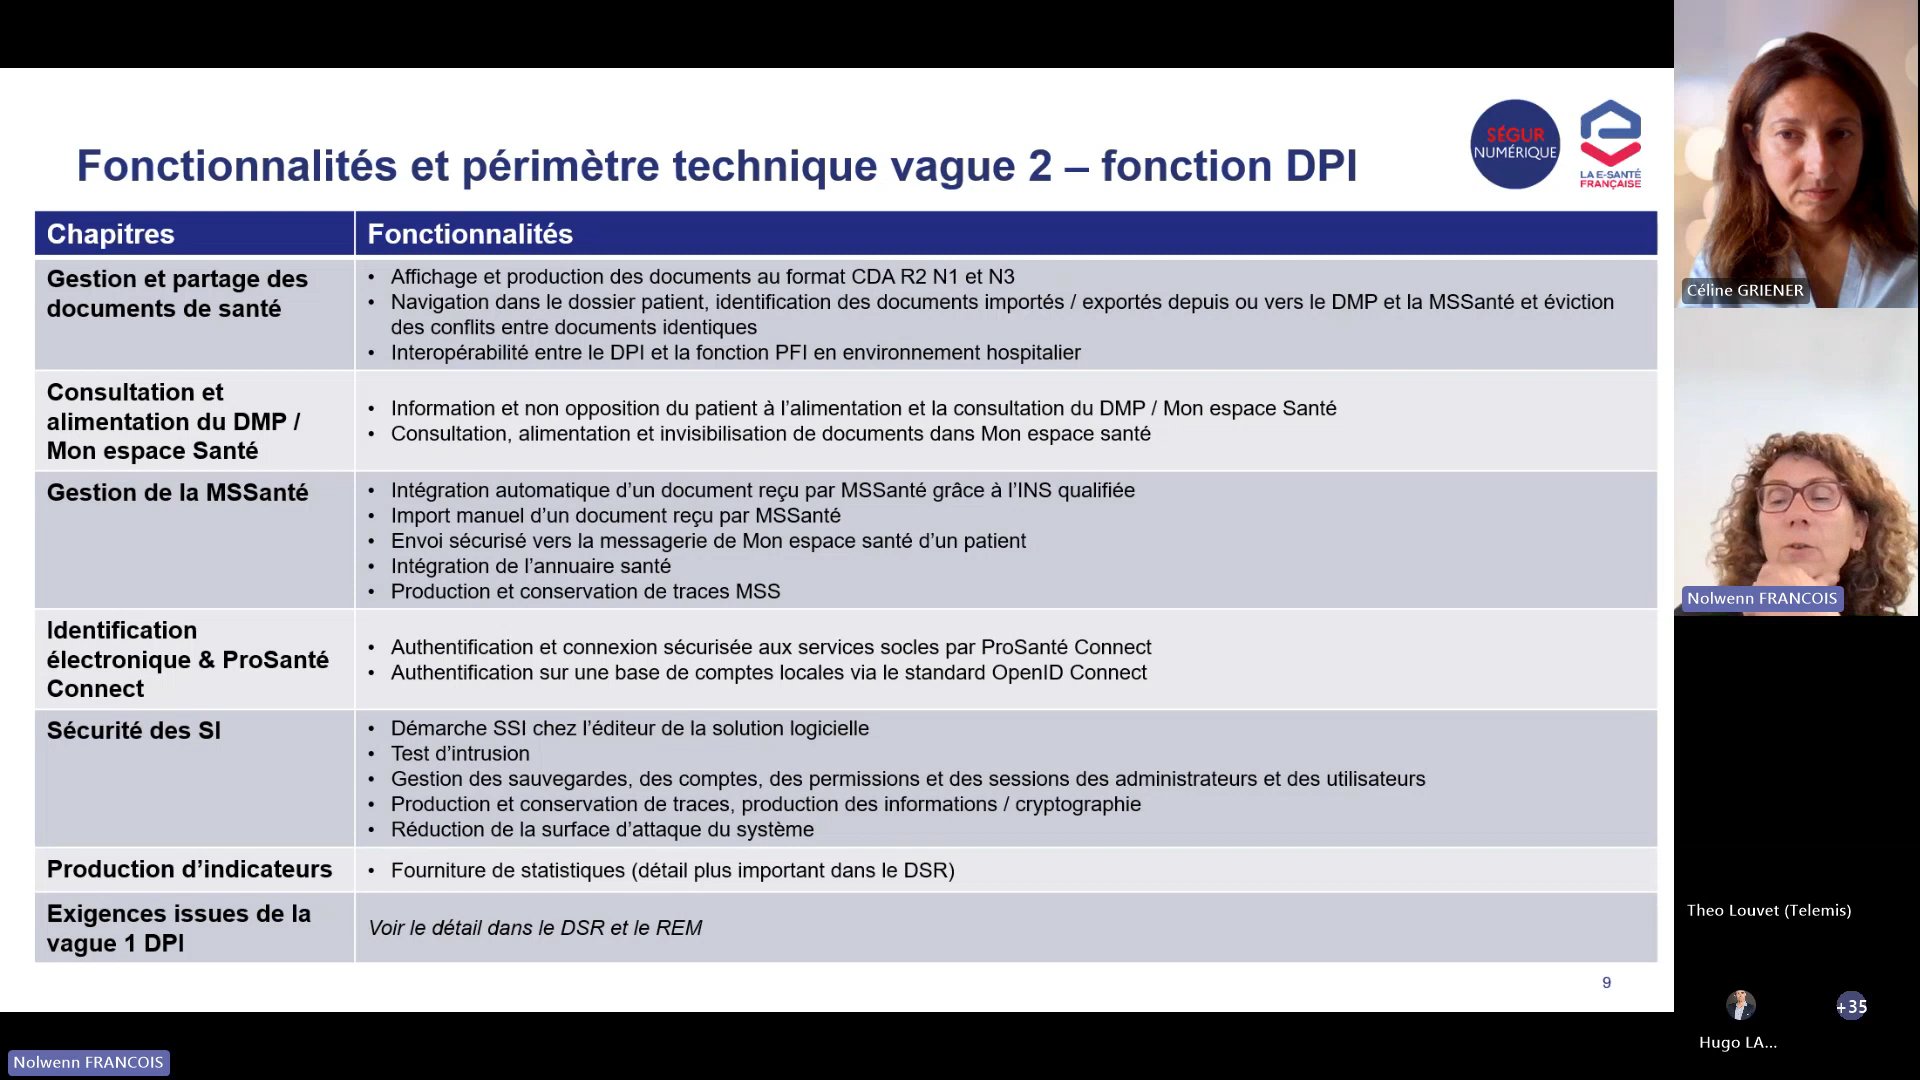 SÉGUR
NUMÉRIQUE
LA E-SANTÉ
FRANÇAISE
Fonctionnalités et périmètre technique vague 2 – fonction DPI
Chapitres
Fonctionnalités
Gestion et partage des
documents de santé
• Affichage et production des documents au format CDA R2 N1 et N3
• Navigation dans le dossier patient, identification des documents importés / exportés depuis ou vers le DMP et la MSSanté et éviction
des conflits entre documents identiques
• Interopérabilité entre le DPI et la fonction PFI en environnement hospitalier
Consultation et
alimentation du DMP /
Mon espace Santé
• Information et non opposition du patient à l’alimentation et la consultation du DMP / Mon espace Santé
• Consultation, alimentation et invisibilisation de documents dans Mon espace santé
Gestion de la MSSanté
• Intégration automatique d’un document reçu par MSSanté grâce à l’INS qualifiée
• Import manuel d’un document reçu par MSSanté
• Envoi sécurisé vers la messagerie de Mon espace santé d’un patient
• Intégration de l’annuaire santé
• Production et conservation de traces MSS
Identification
électronique & ProSanté
Connect
• Authentification et connexion sécurisée aux services socles par ProSanté Connect
• Authentification sur une base de comptes locales via le standard OpenID Connect
Sécurité des SI
• Démarche SSI chez l’éditeur de la solution logicielle
• Test d’intrusion
• Gestion des sauvegardes, des comptes, des permissions et des sessions des administrateurs et des utilisateurs
• Production et conservation de traces, production des informations / cryptographie
• Réduction de la surface d’attaque du système
Production d’indicateurs
• Fourniture de statistiques (détail plus important dans le DSR)
Exigences issues de la
vague 1 DPI
Voir le détail dans le DSR et le REM
9
Céline GRIENER
Nolwenn FRANCOIS
Theo Louvet (Telemis)
+35
Hugo LA...
Nolwenn FRANCOIS